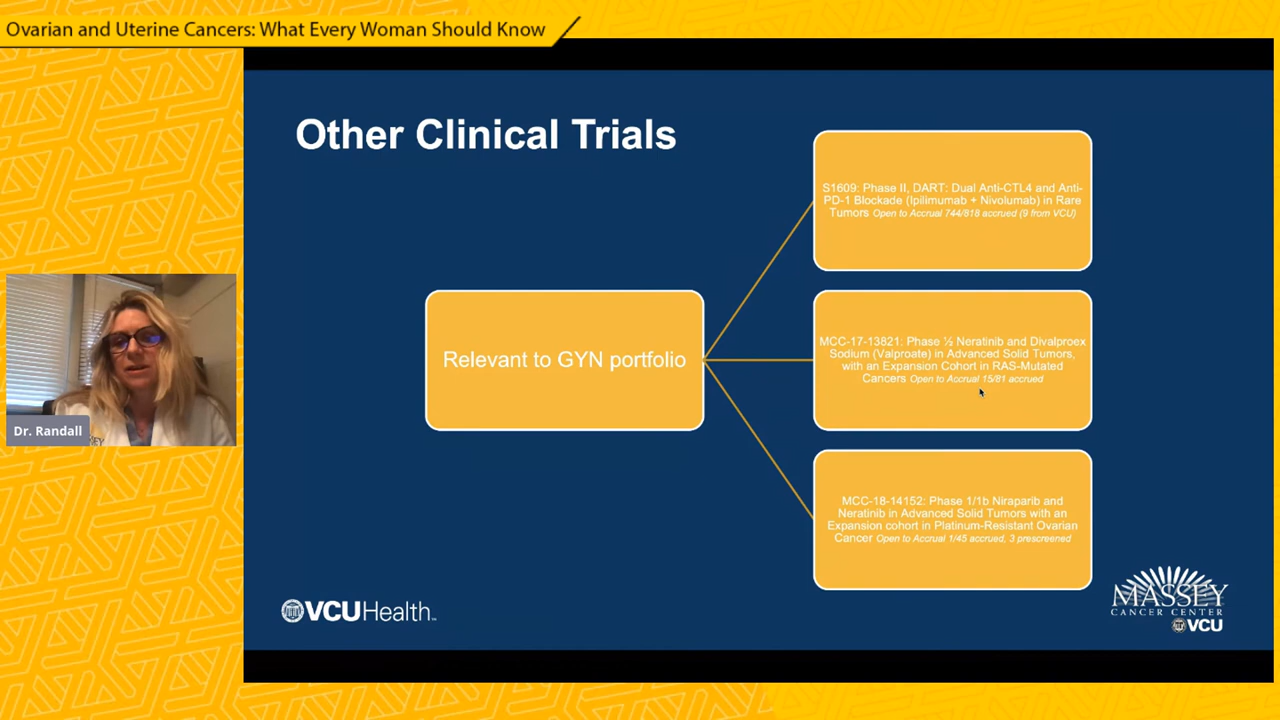 Ovarian and Uterine Cancers: What Every Woman Should Know
Other Clinical Trials
S1609: Phase II, DART: Dual Anti-CTL4 and Anti-
PD-1 Blockade (Ipilimumab + Nivolumab) in Rare
Tumors Open to Accrual 744/818 accrued (9 from VCU)
Relevant to GYN portfolio
MCC-17-13821: Phase ½ Neratinib and Divalproex
Sodium (Valproate) in Advanced Solid Tumors,
with an Expansion Cohort in RAS-Mutated
Cancers Open to Accrual 15/81 accrued
MCC-18-14152: Phase 1/1b Niraparib and
Neratinib in Advanced Solid Tumors with an
Expansion cohort in Platinum-Resistant Ovarian
Cancer Open to Accrual 1/45 accrued, 3 prescreened
Dr. Randall
VCUHealth
MASSEY
CANCER CENTER
VCU